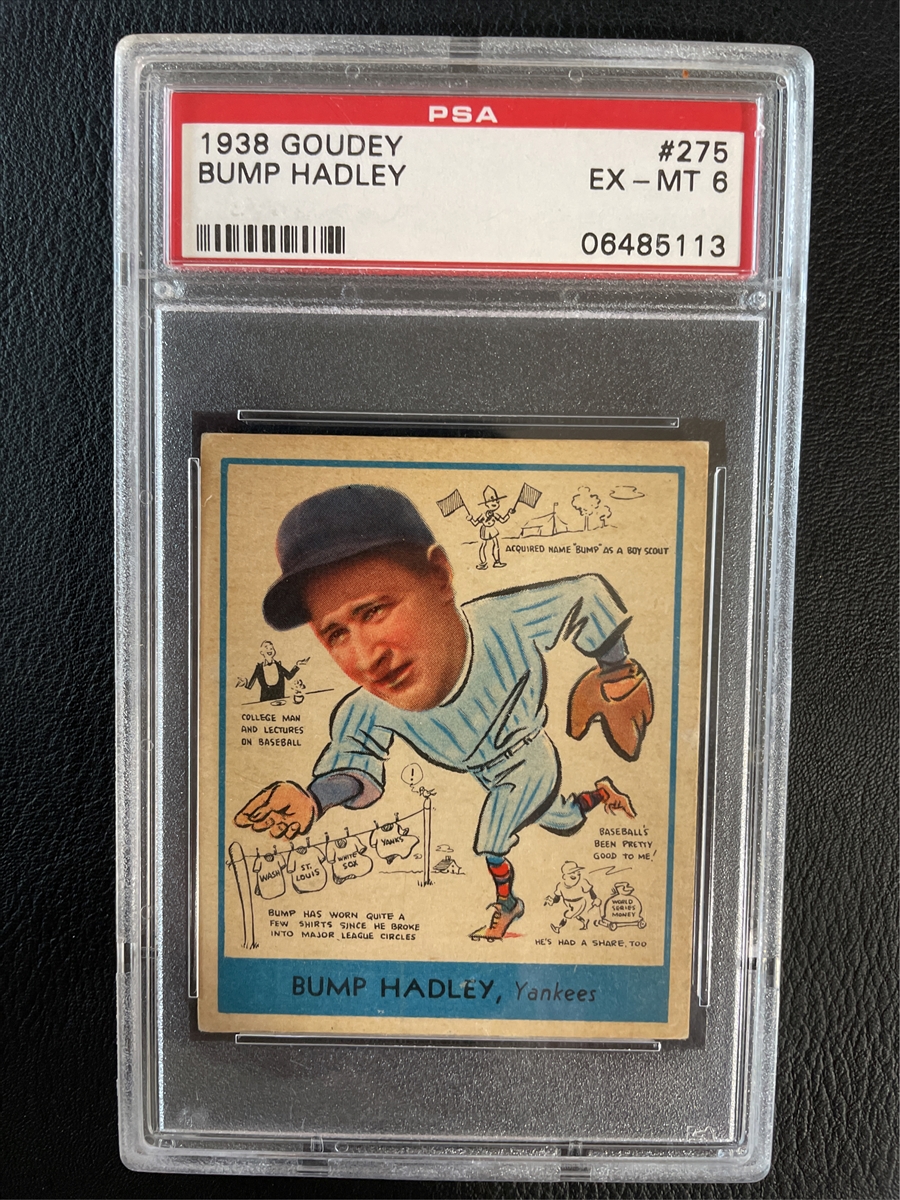 PSA
1938 GOUDEY
#275
BUMP HADLEY
EX - MT 6
06485113
ACQUIRED NAME "BUMP" AS A BOY SCOUT
COLLEGE MAN
AND LECTURES
ON BASEBALL
!
WASH
ST.
LOUIS
WHITE
SOX
YANKS
BASEBALL'S
BEEN PRETTY
GOOD TO ME!
WORLD
SERIES
MONEY
BUMP HAS WORN QUITE A
FEW SHIRTS SINCE HE BROKE
INTO MAJOR LEAGUE CIRCLES
HE'S HAD A SHARE, TOO
BUMP HADLEY, Yankees